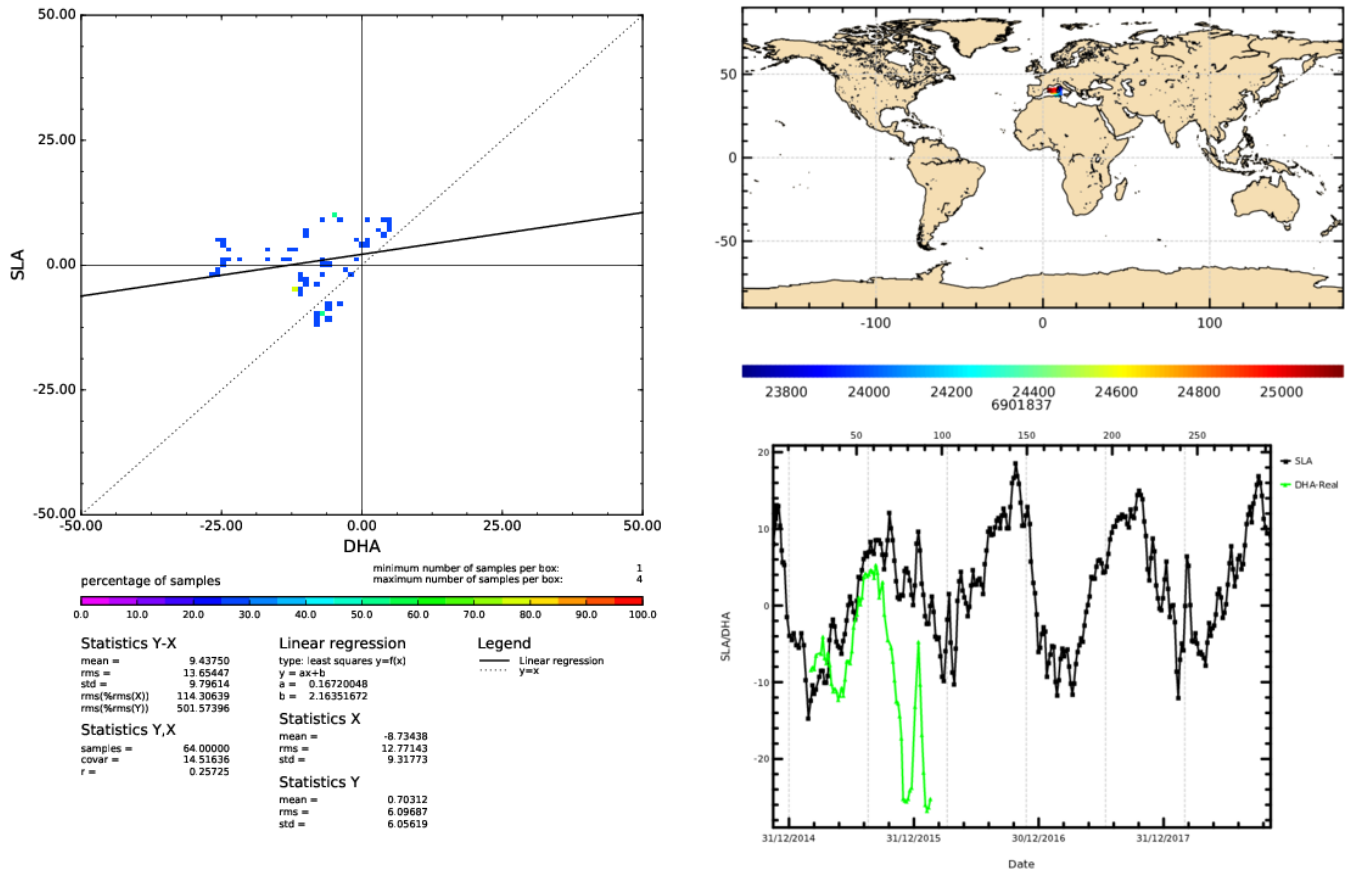 50.00
25.00
0.00
-25.00
-50.00
SLA
-50.00 -25.00 0.00 25.00 50.00
DHA
percentage of samples
minimum number of samples per box: 1
maximum number of samples per box: 4
0.0 10.0 20.0 30.0 40.0 50.0 60.0 70.0 80.0 90.0 100.0
Statistics Y-X
mean = 9.43750
rms = 13.65447
std = 9.79614
rms(%rms(X)) 114.30639
rms(%rms(Y)) 501.57396
Statistics Y,X
samples = 64.00000
covar = 14.51636
r = 0.25725
Linear regression
type: least squares y=f(x)
y = ax+b
a = 0.16720048
b = 2.16351672
Statistics X
mean = -8.73438
rms = 12.77143
std = 9.31773
Statistics Y
mean = 0.70312
rms = 6.09687
std = 6.05619
Legend
Linear regression
y=x
50
0
-50
-100 0 100
23800 24000 24200 24400 24600 24800 25000
6901837
50 100 150 200 250
20
10
0
-10
-20
SLA/DHA
SLA
DHA-Real
31/12/2014 31/12/2015 30/12/2016 31/12/2017
Date